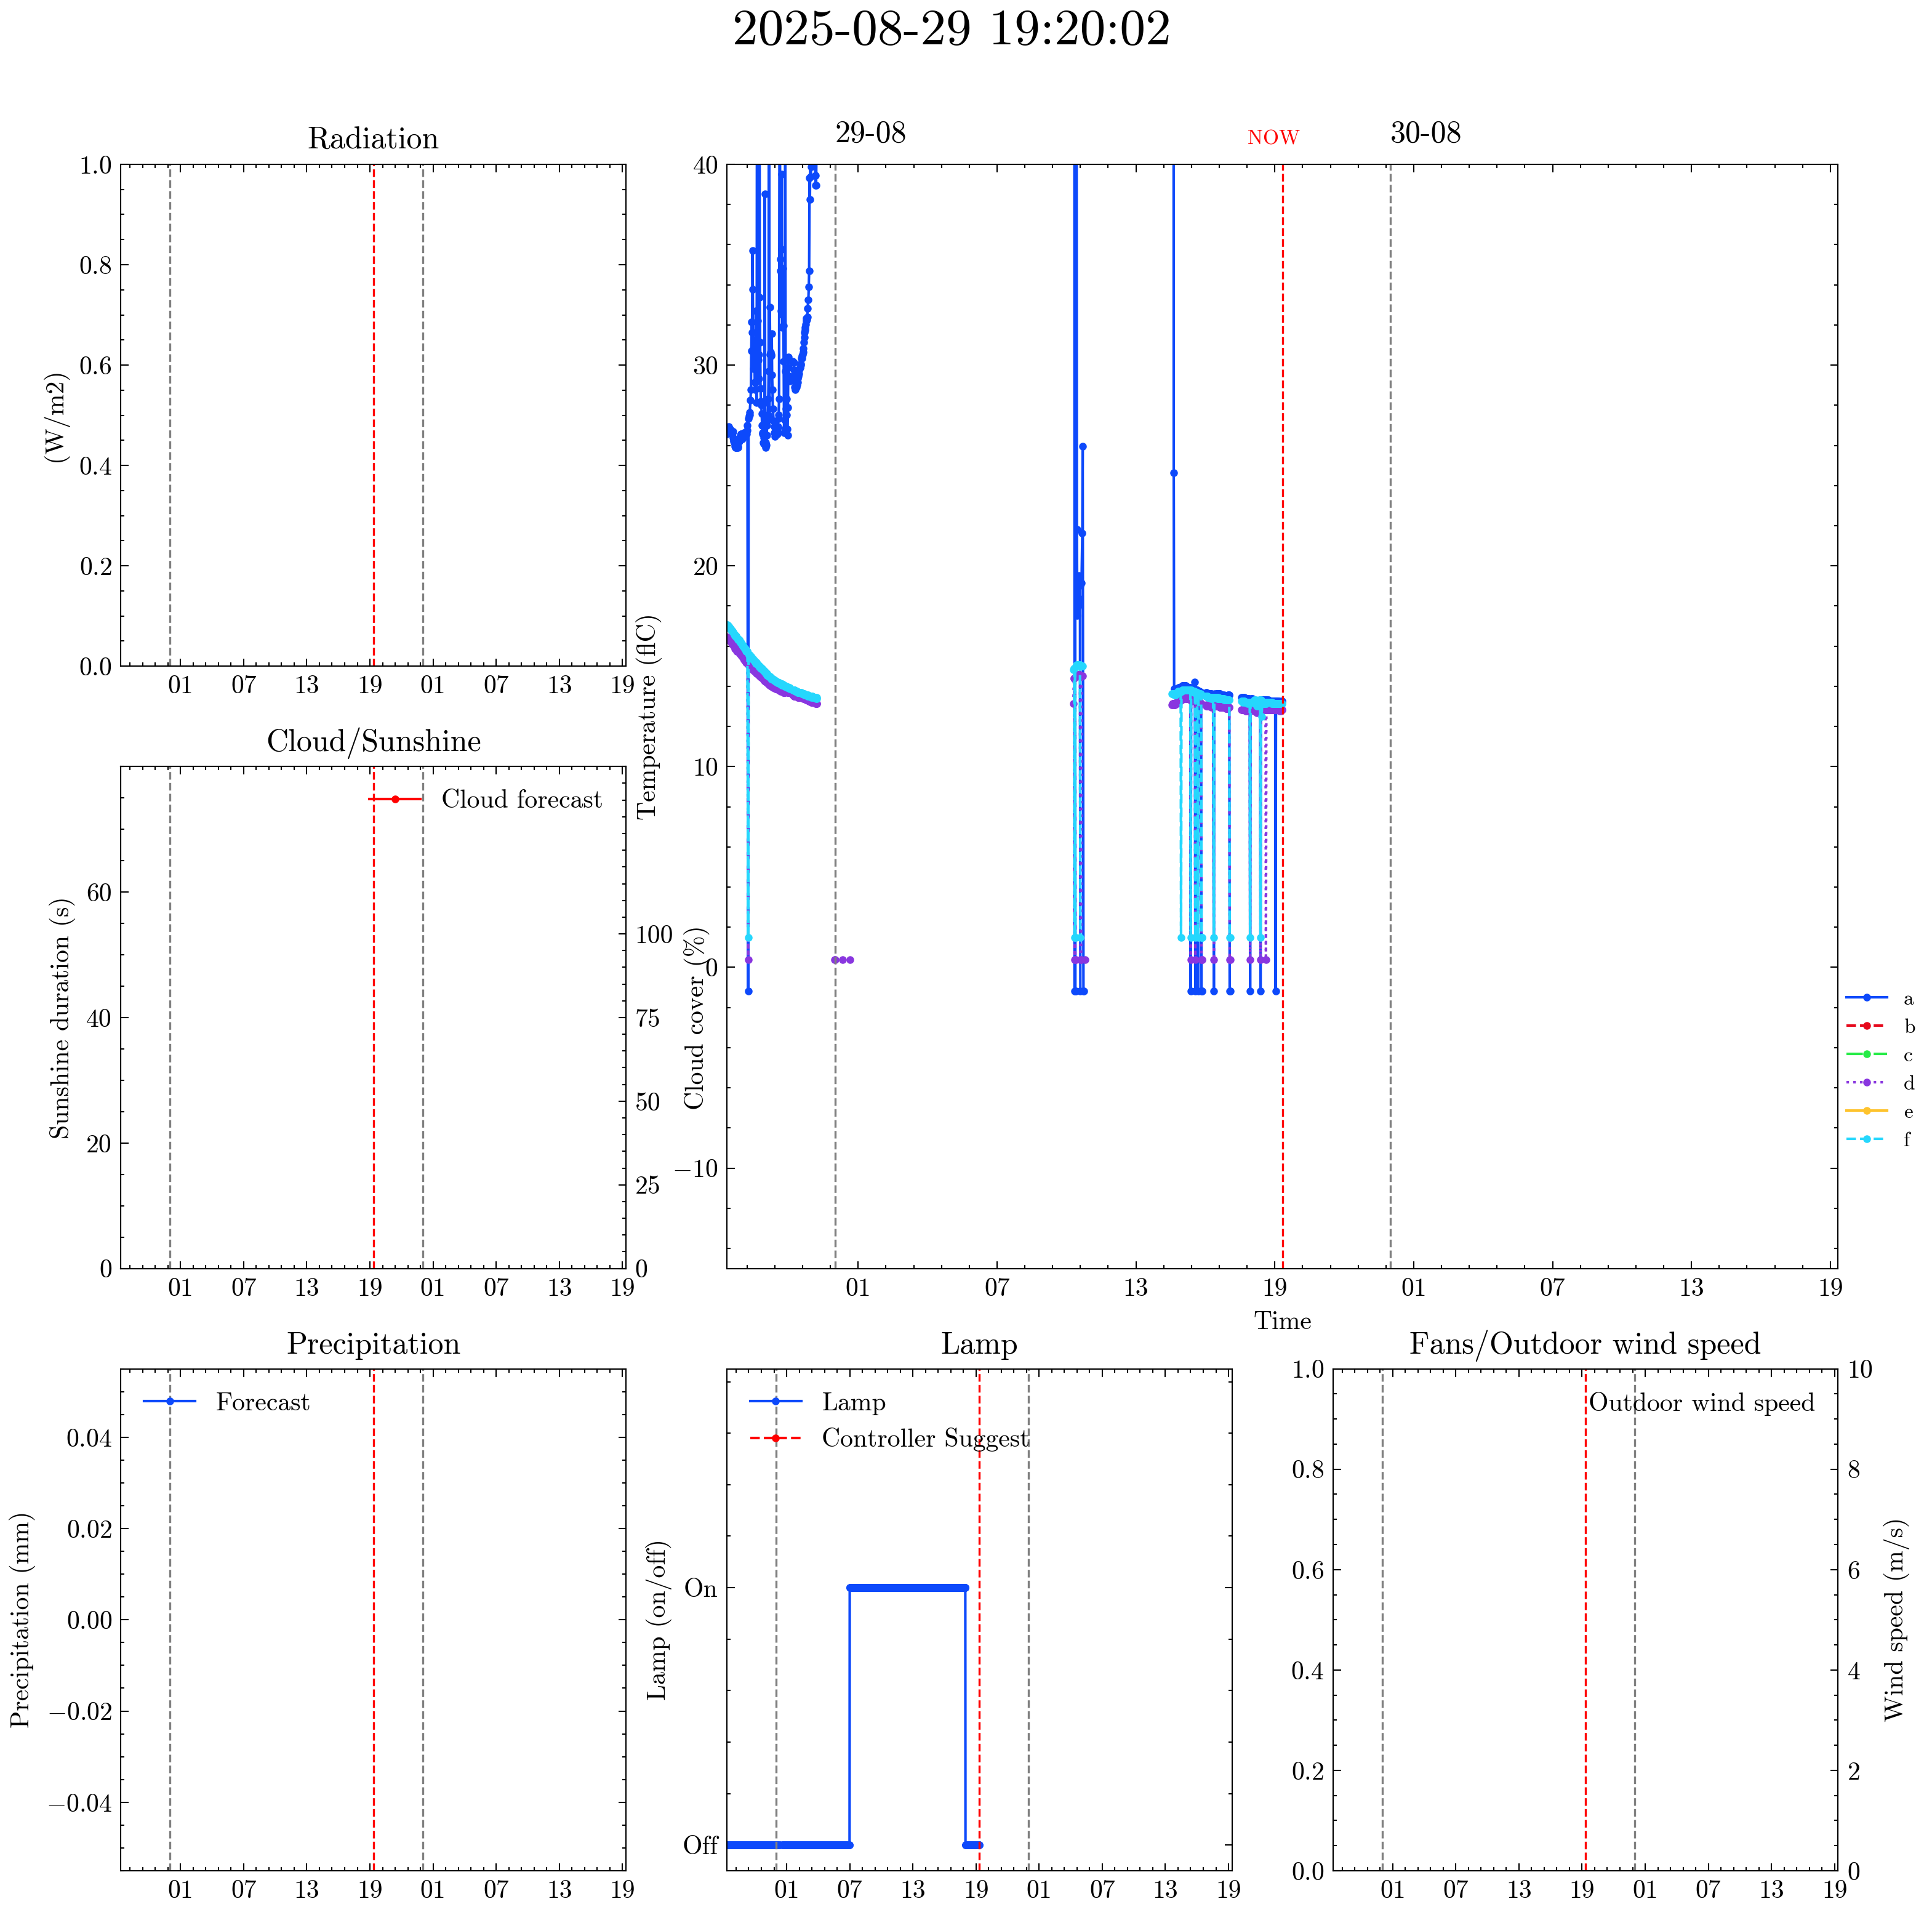 2025-08-29 19:20:02
Radiation
1.0
0.8
0.6
0.4
0.2
0.0
(W/m2)
01 07 13 19 01 07 13 19
29-08
NOW
30-08
40
30
20
10
0
−10
Temperature (flC)
01 07 13 19 01 07 13 19
Time
a
b
c
d
e
f
Cloud/Sunshine
Cloud forecast
60
40
20
0
Sunshine duration (s)
100
75
50
25
0
Cloud cover (%)
01 07 13 19 01 07 13 19
Precipitation
Forecast
0.04
0.02
0.00
−0.02
−0.04
Precipitation (mm)
01 07 13 19 01 07 13 19
Lamp
Lamp
Controller Suggest
On
Off
Lamp (on/off)
01 07 13 19 01 07 13 19
Fans/Outdoor wind speed
Outdoor wind speed
1.0
0.8
0.6
0.4
0.2
0.0
10
8
6
4
2
0
Wind speed (m/s)
01 07 13 19 01 07 13 19